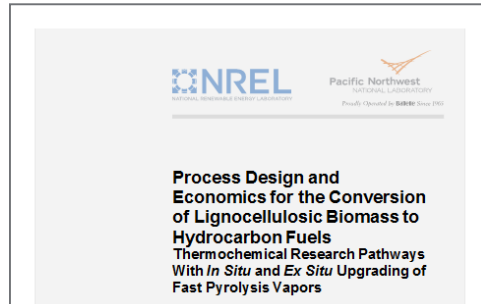 NREL
NATIONAL RENEWABLE ENERGY LABORATORY
Pacific Northwest
NATIONAL LABORATORY
Proudly Operated by Battelle Since 1965
Process Design and
Economics for the Conversion
of Lignocellulosic Biomass to
Hydrocarbon Fuels
Thermochemical Research Pathways
With In Situ and Ex Situ Upgrading of
Fast Pyrolysis Vapors